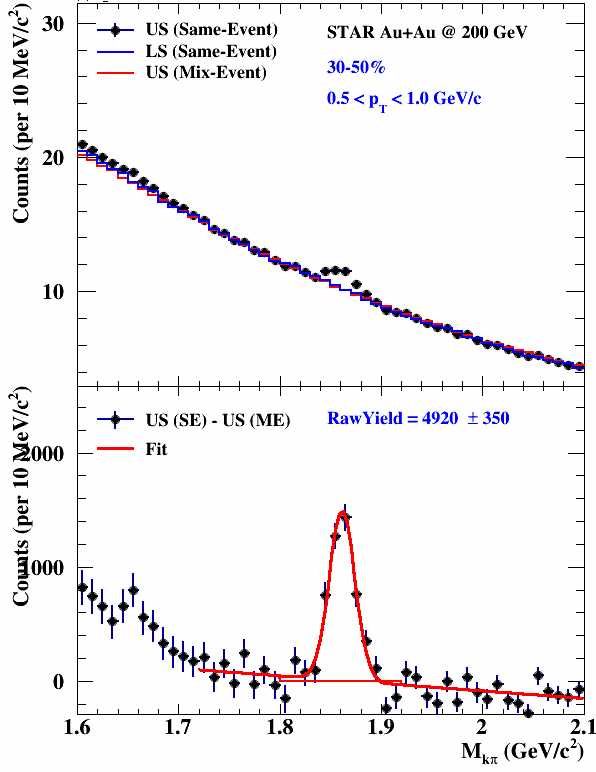 US (Same-Event)
LS (Same-Event)
US (Mix-Event)
STAR Au+Au @ 200 GeV
30-50%
0.5 < pT < 1.0 GeV/c
Counts (per 10 MeV/c²)
30
20
10
US (SE) - US (ME)
Fit
RawYield = 4920 ± 350
Counts (per 10 MeV/c²)
2000
1000
0
1.6 1.7 1.8 1.9 2 2.1
Mkπ (GeV/c²)